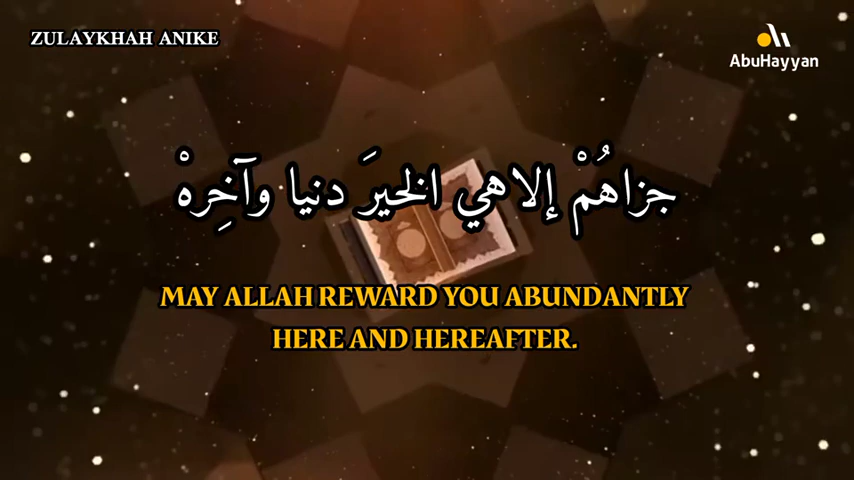 ZULAYKHAH ANIKE
AbuHayyan
جزاهُمْ إلاهي الخيرَ دنيا وآخِرهْ
MAY ALLAH REWARD YOU ABUNDANTLY
HERE AND HEREAFTER.